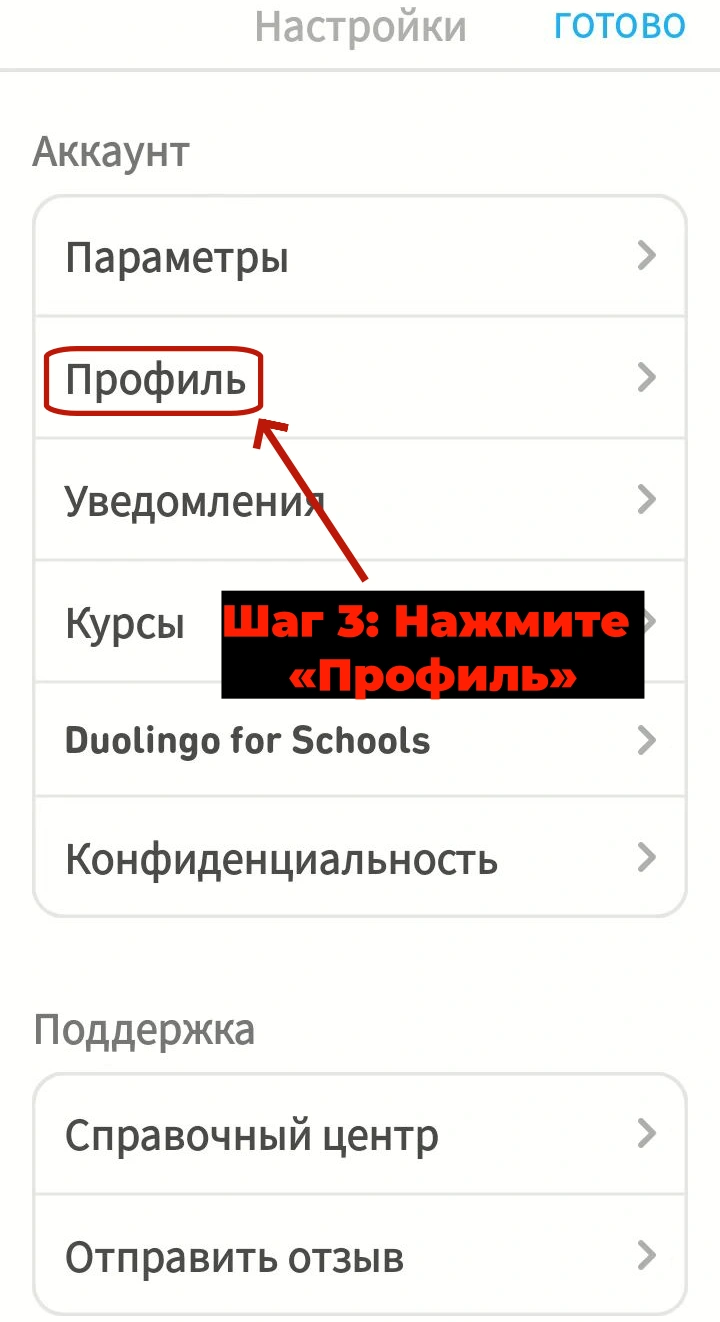 Настройки ГОТОВО
Аккаунт
Параметры
Профиль
Уведомления
Курсы
Шаг 3: Нажмите
«Профиль»
Duolingo for Schools
Конфиденциальность
Поддержка
Справочный центр
Отправить отзыв